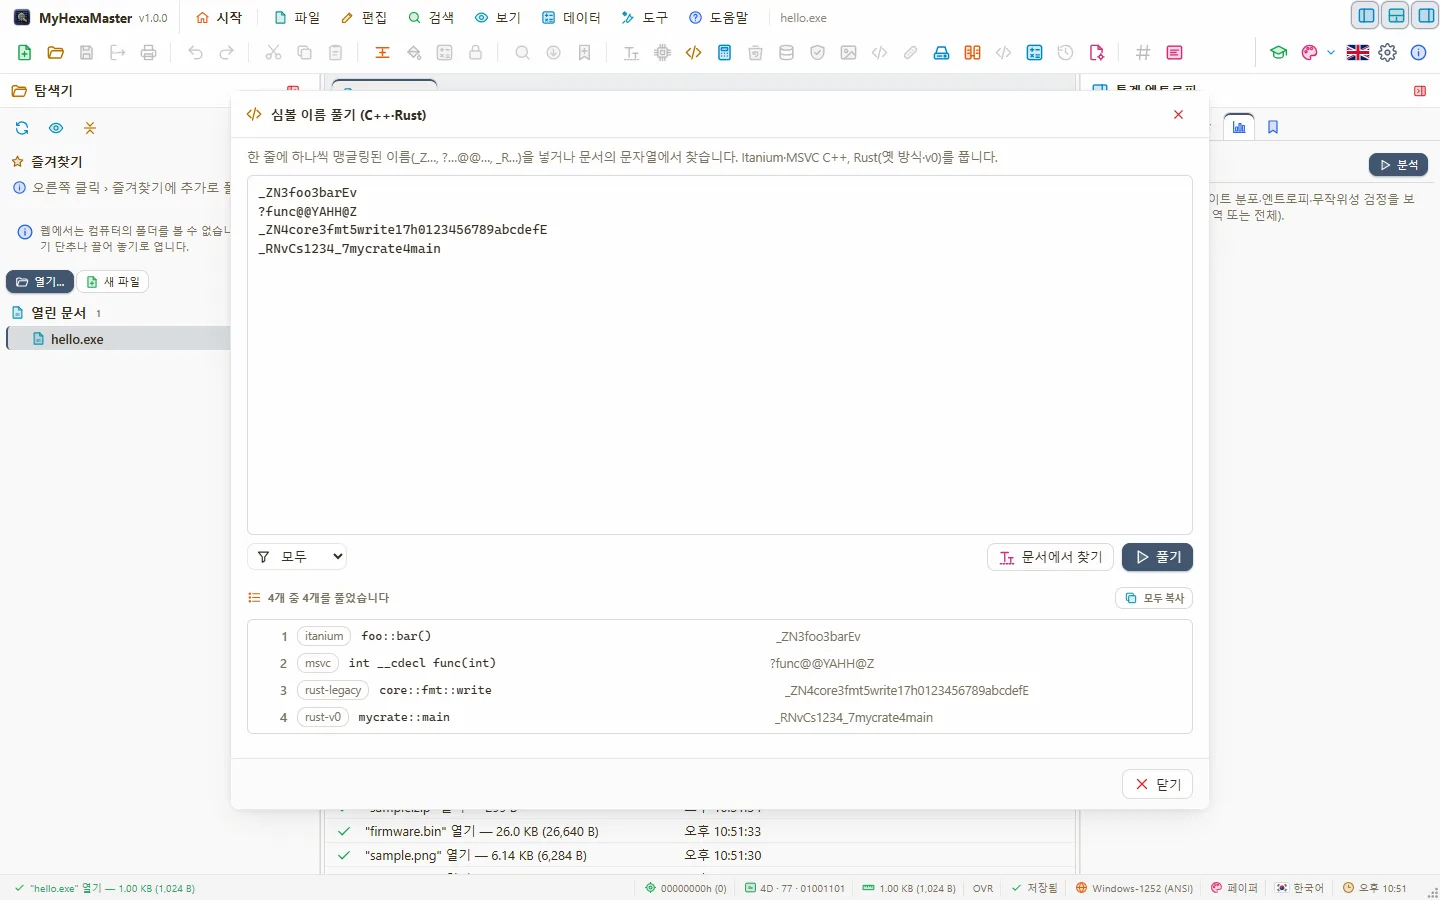 MyHexaMaster v1.0.0 시작 파일 편집 검색 보기 데이터 도구 도움말 hello.exe
탐색기
심볼 이름 풀기 (C++·Rust)
한 줄에 하나씩 맹글링된 이름(_Z…, ?…@@…, _R…)을 넣거나 문서의 문자열에서 찾습니다. Itanium·MSVC C++, Rust(옛 방식·v0)를 풉니다.
즐겨찾기
오른쪽 클릭 › 즐겨찾기에 추가로
웹에서는 컴퓨터의 폴더를 볼 수 없습니
기 단추나 끌어 놓기로 엽니다.
열기... 새 파일
열린 문서 1
hello.exe
_ZN3foo3barEv
?func@@YAHH@Z
_ZN4core3fmt5write17h0123456789abcdefE
_RNvCs1234_7mycrate4main
분석
이트 분포·엔트로피·무작위성 검정을 보
역 또는 전체).
모두 문서에서 찾기 풀기
4개 중 4개를 풀었습니다 모두 복사
1 itanium foo::bar() _ZN3foo3barEv
2 msvc int __cdecl func(int) ?func@@YAHH@Z
3 rust-legacy core::fmt::write _ZN4core3fmt5write17h0123456789abcdefE
4 rust-v0 mycrate::main _RNvCs1234_7mycrate4main
닫기
"firmware.bin" 열기 — 26.0 KB (26,640 B) 오후 10:51:33
"sample.png" 열기 — 6.14 KB (6,284 B) 오후 10:51:30
"hello.exe" 열기 — 1.00 KB (1,024 B) 00000000h (0) 4D · 77 · 01001101 1.00 KB (1,024 B) OVR 저장됨 Windows-1252 (ANSI) 페이퍼 한국어 오후 10:51